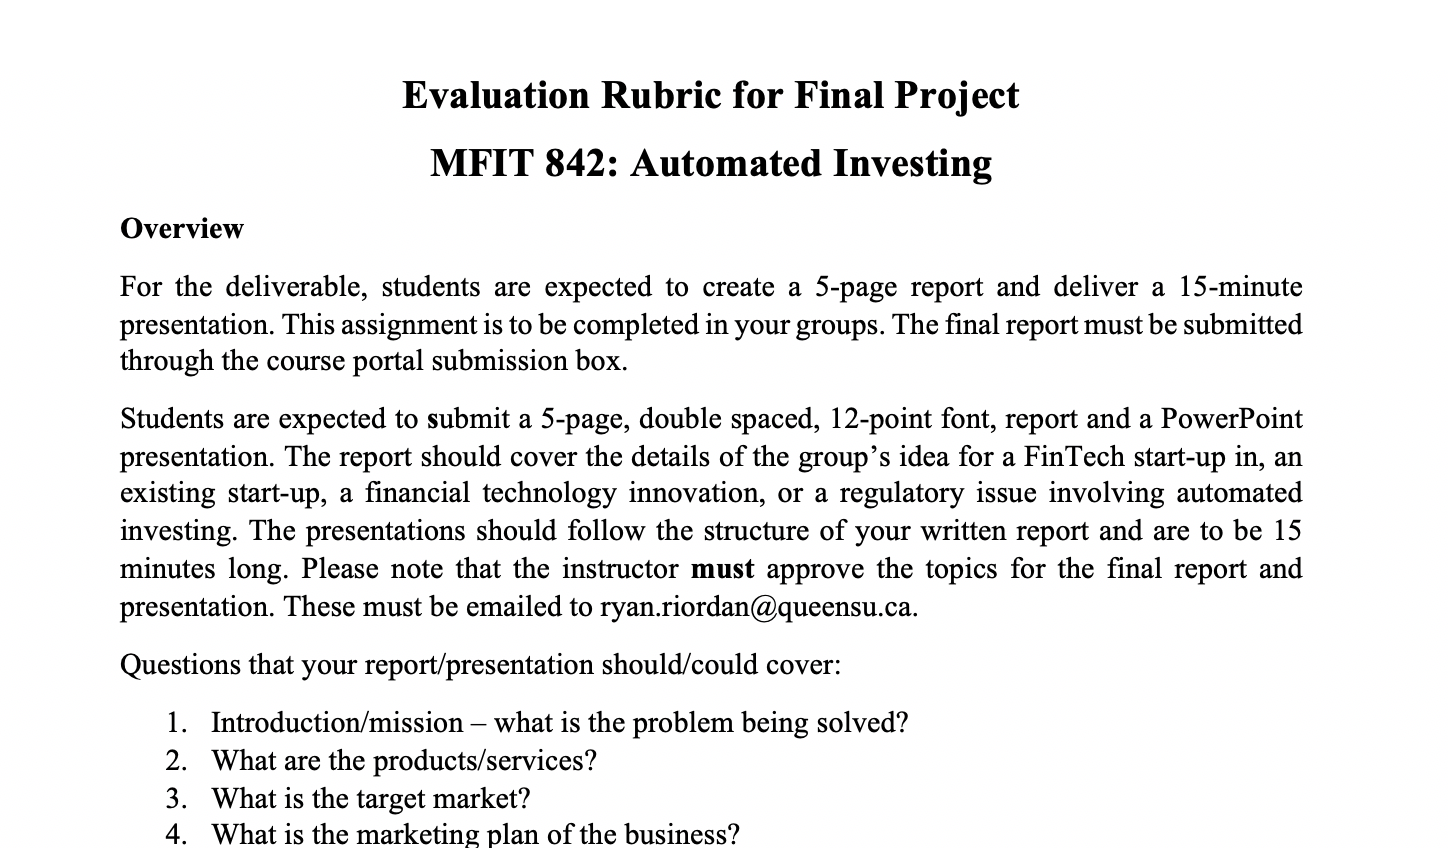 Evaluation Rubric for Final Project
MFIT 842: Automated Investing
Overview
For the deliverable, students are expected to create a 5-page report and deliver a 15-minute
presentation. This assignment is to be completed in your groups. The final report must be submitted
through the course portal submission box.
Students are expected to submit a 5-page, double spaced, 12-point font, report and a PowerPoint
presentation. The report should cover the details of the group’s idea for a FinTech start-up in, an
existing start-up, a financial technology innovation, or a regulatory issue involving automated
investing. The presentations should follow the structure of your written report and are to be 15
minutes long. Please note that the instructor must approve the topics for the final report and
presentation. These must be emailed to ryan.riordan@queensu.ca.
Questions that your report/presentation should/could cover:
1. Introduction/mission – what is the problem being solved?
2. What are the products/services?
3. What is the target market?
4. What is the marketing plan of the business?